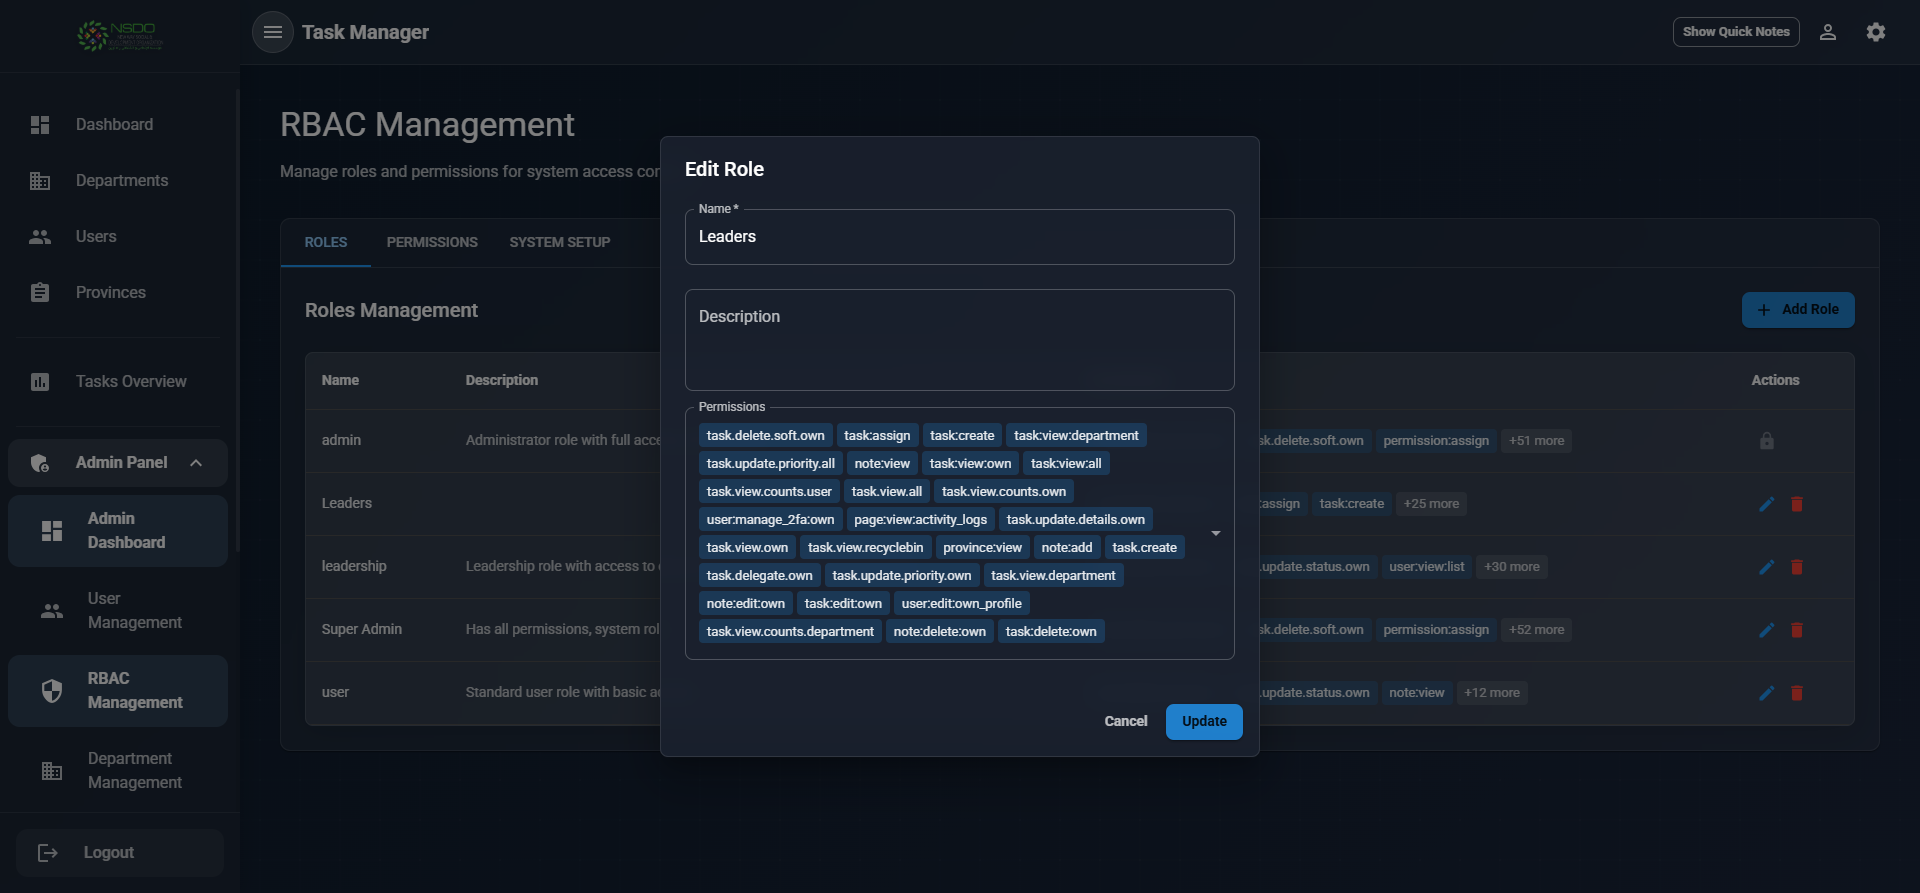 NSDO
Task Manager
Show Quick Notes
Dashboard
Departments
Users
Provinces
Tasks Overview
Admin Panel
Admin
Dashboard
User
Management
RBAC
Management
Department
Management
Logout
RBAC Management
Manage roles and permissions for system access cor
ROLES
PERMISSIONS
SYSTEM SETUP
Roles Management
+ Add Role
Name
Description
Actions
admin
Administrator role with full acce
sk.delete.soft.own
permission:assign
+51 more
Leaders
:assign
task:create
+25 more
leadership
Leadership role with access to
.update.status.own
user:view:list
+30 more
Super Admin
Has all permissions, system rol
sk.delete.soft.own
permission:assign
+52 more
user
Standard user role with basic ac
.update.status.own
note:view
+12 more
Edit Role
Name *
Leaders
Description
Permissions
task.delete.soft.own task:assign task:create task:view:department
task.update.priority.all note:view task:view:own task:view:all
task.view.counts.user task.view.all task.view.counts.own
user:manage_2fa:own page:view:activity_logs task.update.details.own
task.view.own task.view.recyclebin province:view note:add task.create
task.delegate.own task.update.priority.own task.view.department
note:edit:own task:edit:own user:edit:own_profile
task.view.counts.department note:delete:own task:delete:own
Cancel
Update